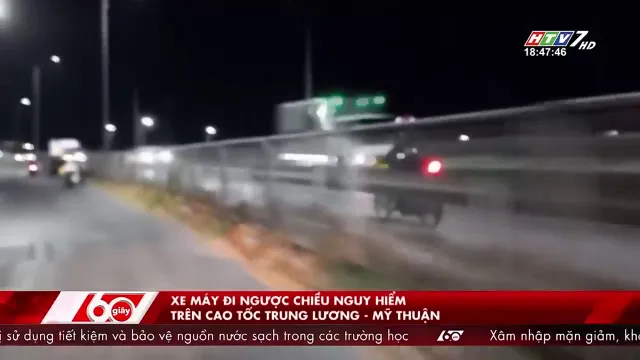 HTV7 HD
18:47:46
60 giây
XE MÁY ĐI NGƯỢC CHIỀU NGUY HIỂM
TRÊN CAO TỐC TRUNG LƯƠNG - MỸ THUẬN
ị sử dụng tiết kiệm và bảo vệ nguồn nước sạch trong các trường học 60 Xâm nhập mặn giảm, kh